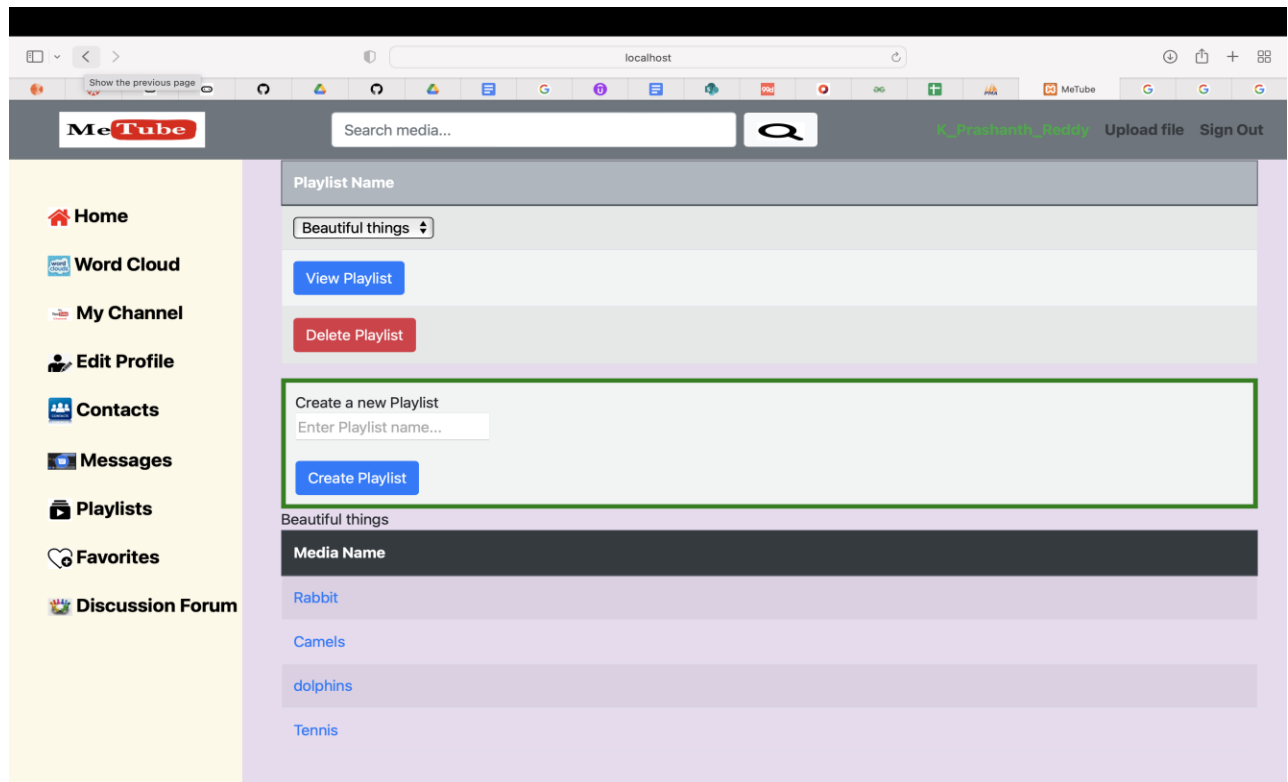 localhost
Show the previous page
MeTube
MeTube
Search media...
K_Prashanth_Reddy Upload file Sign Out
Home
Word Cloud
My Channel
Edit Profile
Contacts
Messages
Playlists
Favorites
Discussion Forum
Playlist Name
Beautiful things
View Playlist
Delete Playlist
Create a new Playlist
Enter Playlist name...
Create Playlist
Beautiful things
Media Name
Rabbit
Camels
dolphins
Tennis